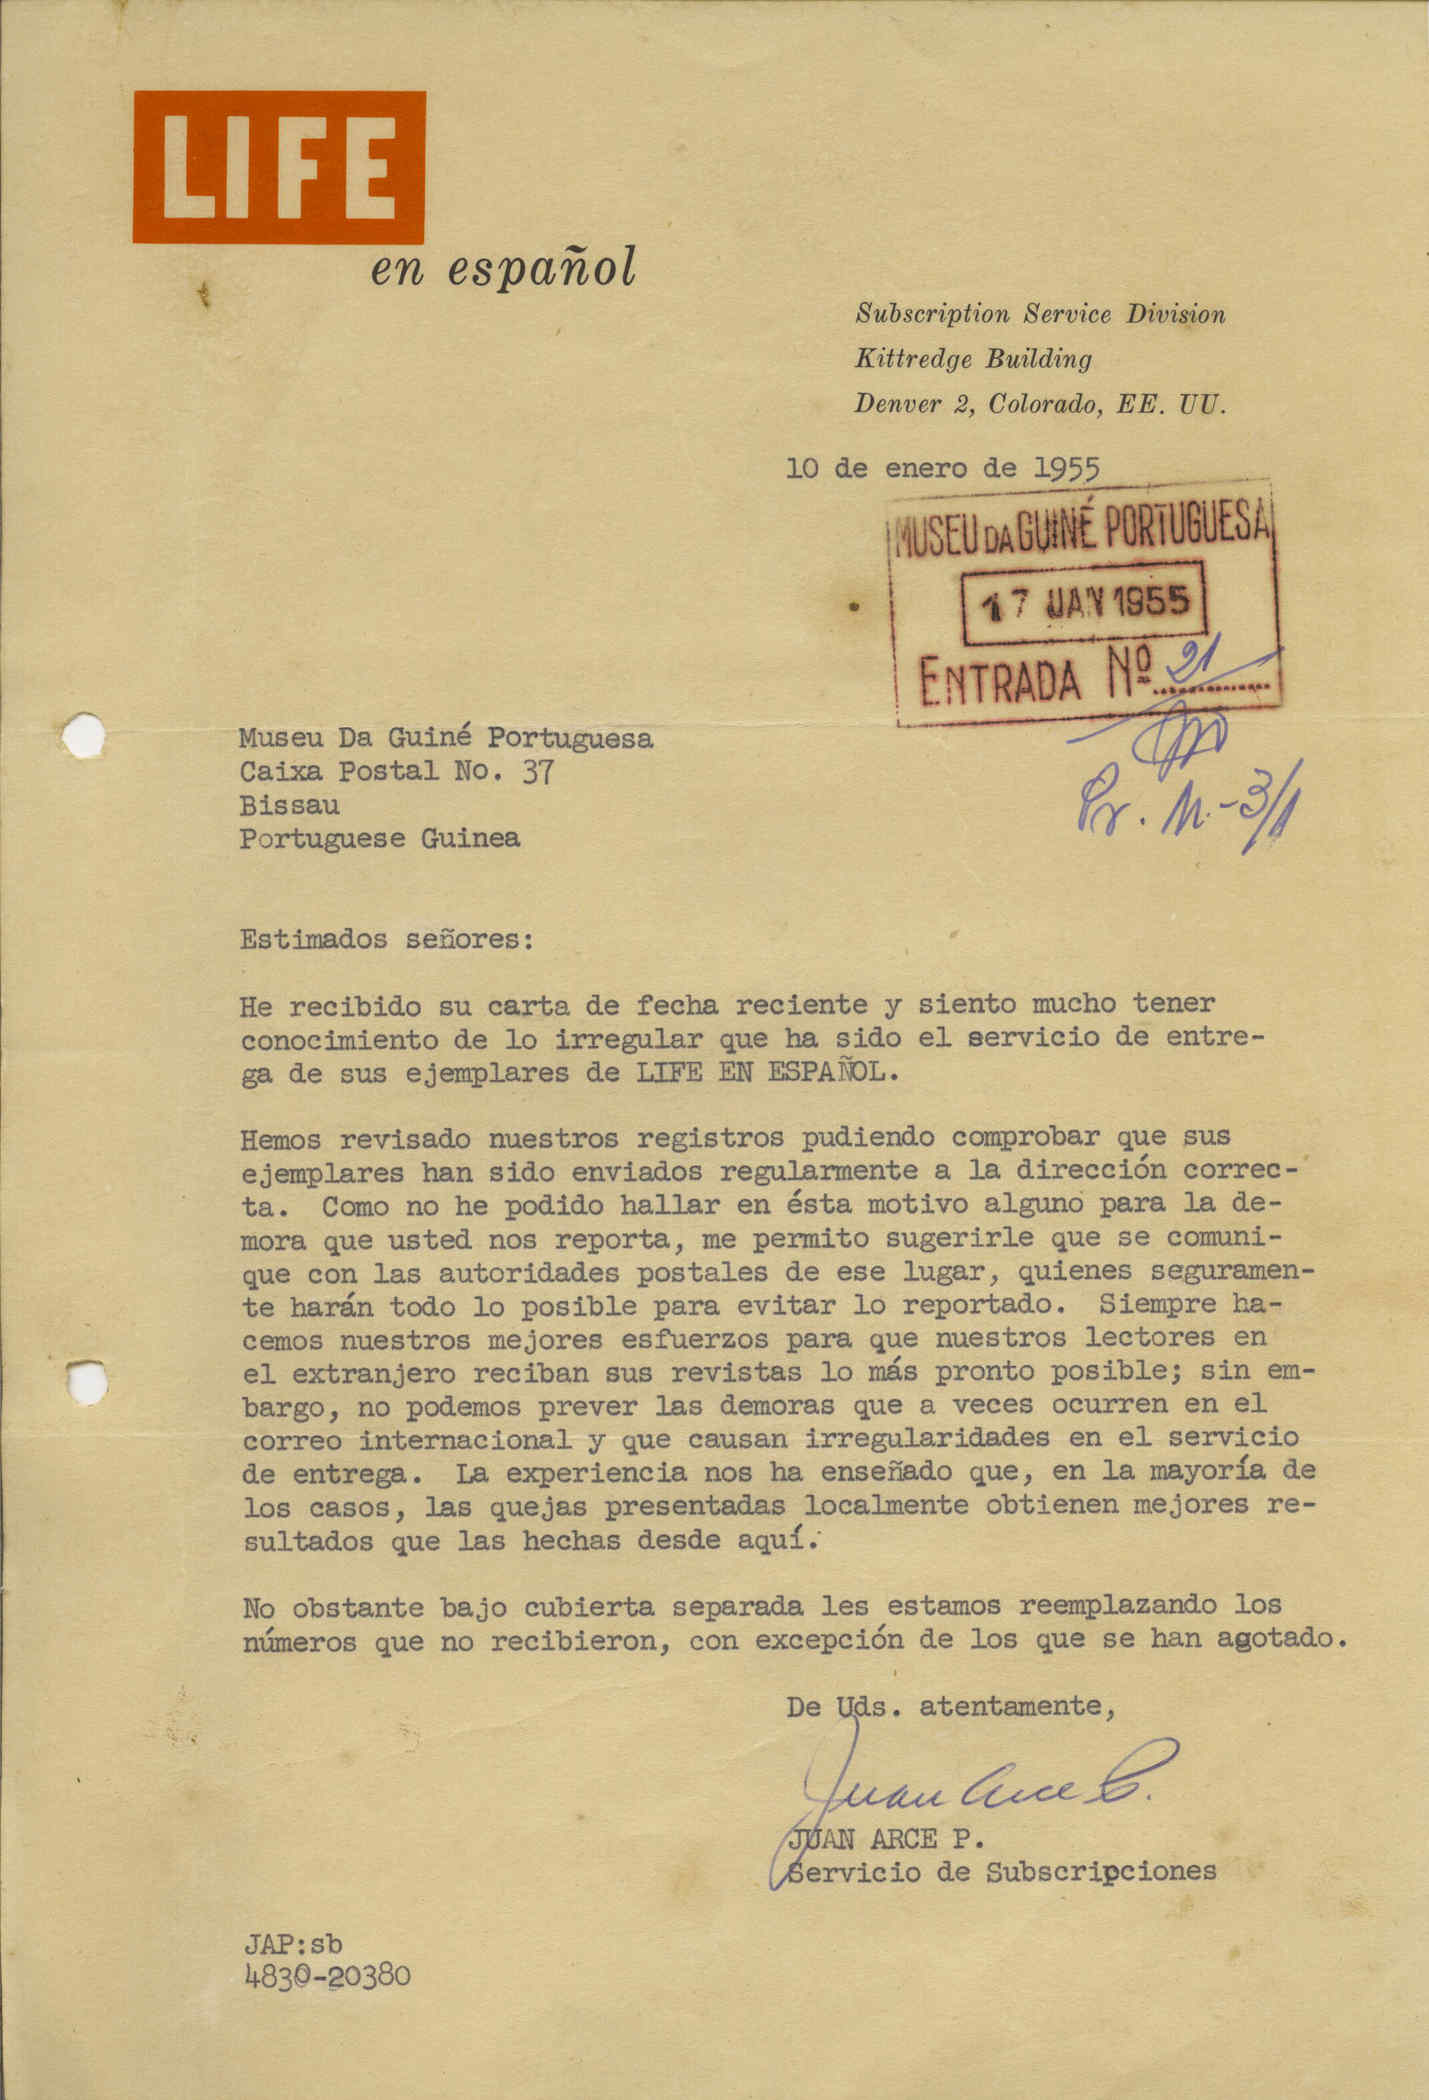 LIFE
en español
Subscription Service Division
Kittredge Building
Denver 2, Colorado, EE. UU.
10 de enero de 1955
MUSEU DA GUINÉ PORTUGUESA
17 JAN 1955
ENTRADA Nº 21
Pr. N.-3/1
Museu Da Guiné Portuguesa
Caixa Postal No. 37
Bissau
Portuguese Guinea
Estimados señores:
He recibido su carta de fecha reciente y siento mucho tener
conocimiento de lo irregular que ha sido el servicio de entre-
ga de sus ejemplares de LIFE EN ESPAÑOL.
Hemos revisado nuestros registros pudiendo comprobar que sus
ejemplares han sido enviados regularmente a la dirección correc-
ta.  Como no he podido hallar en ésta motivo alguno para la de-
mora que usted nos reporta, me permito sugerirle que se comuni-
que con las autoridades postales de ese lugar, quienes seguramen-
te harán todo lo posible para evitar lo reportado.  Siempre ha-
cemos nuestros mejores esfuerzos para que nuestros lectores en
el extranjero reciban sus revistas lo más pronto posible; sin em-
bargo, no podemos prever las demoras que a veces ocurren en el
correo internacional y que causan irregularidades en el servicio
de entrega.  La experiencia nos ha enseñado que, en la mayoría de
los casos, las quejas presentadas localmente obtienen mejores re-
sultados que las hechas desde aquí.
No obstante bajo cubierta separada les estamos reemplazando los
números que no recibieron, con excepción de los que se han agotado.
De Uds. atentamente,
Juan Arce P.
JUAN ARCE P.
Servicio de Subscripciones
JAP:sb
4830-20380